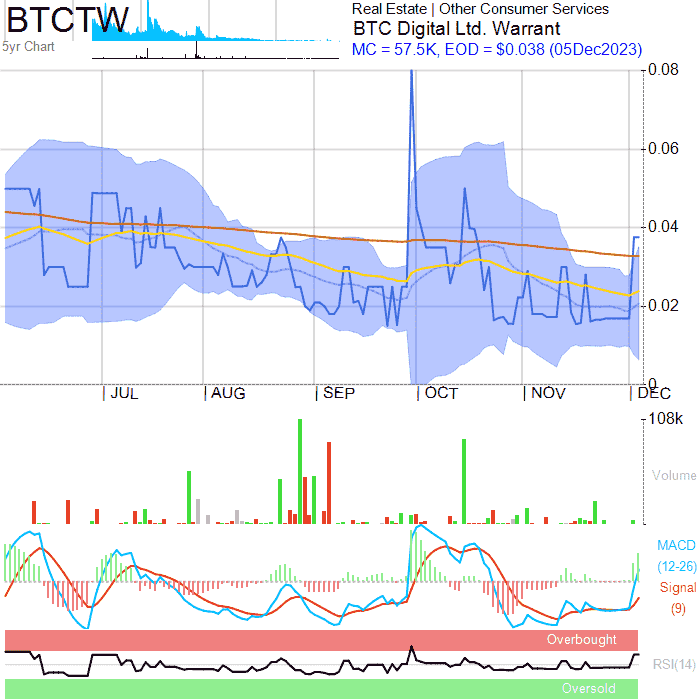 BTCTW
5yr Chart
Real Estate | Other Consumer Services
BTC Digital Ltd. Warrant
MC = 57.5K, EOD = $0.038 (05Dec2023)
0.08
0.06
0.04
0.02
0
JUL
AUG
SEP
OCT
NOV
DEC
108k
Volume
MACD
(12-26)
Signal
(9)
Overbought
RSI(14)
Oversold